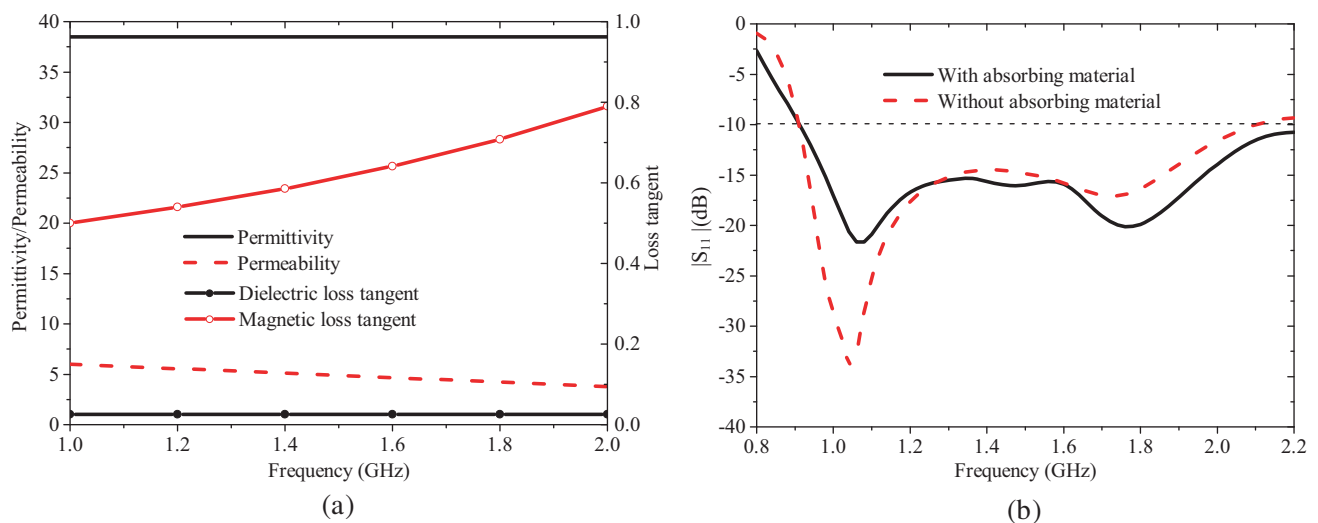 40
35
30
25
20
15
10
5
0
Permittivity/Permeability
1.0
0.8
0.6
0.4
0.2
0.0
Loss tangent
Permittivity
Permeability
Dielectric loss tangent
Magnetic loss tangent
1.0 1.2 1.4 1.6 1.8 2.0
Frequency (GHz)
(a)
0
-5
-10
-15
-20
-25
-30
-35
-40
|S11|(dB)
With absorbing material
Without absorbing material
0.8 1.0 1.2 1.4 1.6 1.8 2.0 2.2
Frequency (GHz)
(b)